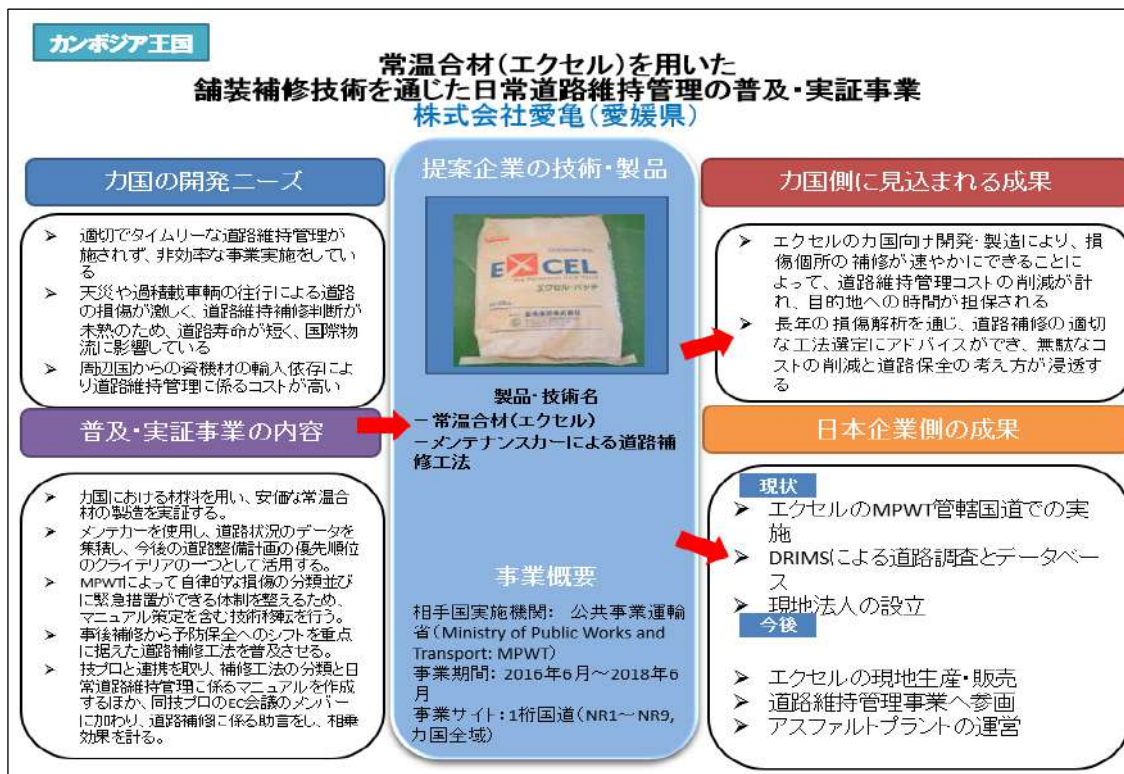 カンボジア王国
常温合材(エクセル)を用いた
舗装補修技術を通じた日常道路維持管理の普及・実証事業
株式会社愛亀(愛媛県)
カ国の開発ニーズ
➢ 適切でタイムリーな道路維持管理が
施されず、非効率な事業実施をしてい
る
➢ 天災や過積載車輌の往行による道路
の損傷が激しく、道路維持補修判断が
未熟のため、道路寿命が短く、国際物
流に影響している
➢ 周辺国からの資機材の輸入依存によ
り道路維持管理に係るコストが高い
普及・実証事業の内容
➢ カ国における材料を用い、安価な常温合
材の製造を実証する。
➢ メンテカーを使用し、道路状況のデータを
集積し、今後の道路整備計画の優先順位
のクライテリアの一つとして活用する。
➢ MPWTによって自律的な損傷の分類並び
に緊急措置ができる体制を整えるため、
マニュアル策定を含む技術移転を行う。
➢ 事後補修から予防保全へのシフトを重点
に据えた道路補修工法を普及させる。
➢ 技プロと連携を取り、補修工法の分類と日
常道路維持管理に係るマニュアルを作成
するほか、同技プロのEC会議のメンバー
に加わり、道路補修に係る助言をし、相乗
効果を計る。
提案企業の技術・製品
EXCEL
エクセル・パッチ
製品・技術名
－常温合材(エクセル)
－メンテナンスカーによる道路補
修工法
事業概要
相手国実施機関： 公共事業運輸
省(Ministry of Public Works and
Transport: MPWT)
事業期間：2016年6月～2018年6
月
事業サイト：1桁国道(NR1～NR9,
カ国全域)
カ国側に見込まれる成果
➢ エクセルのカ国向け開発・製造により、損
傷個所の補修が速やかにできることに
よって、道路維持管理コストの削減が計
れ、目的地への時間が担保される
➢ 長年の損傷解析を通じ、道路補修の適切
な工法選定にアドバイスができ、無駄なコ
ストの削減と道路保全の考え方が浸透す
る
日本企業側の成果
現状
➢ エクセルのMPWT管轄国道での実
施
➢ DRIMSによる道路調査とデータベー
ス
➢ 現地法人の設立
今後
➢ エクセルの現地生産・販売
➢ 道路維持管理事業へ参画
➢ アスファルトプラントの運営